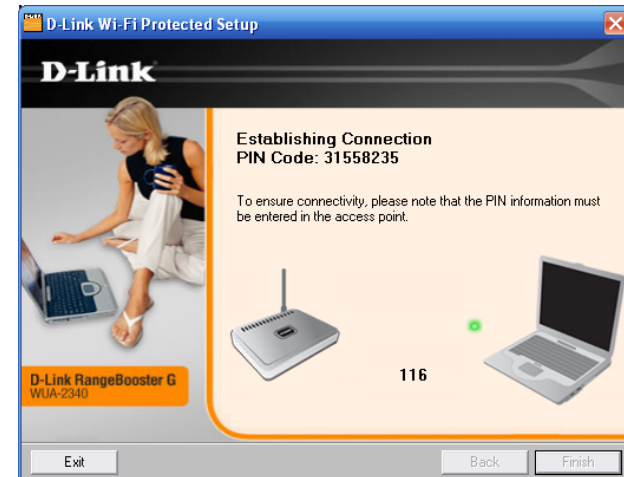 D-Link Wi-Fi Protected Setup
D-Link
Establishing Connection
PIN Code: 31558235
To ensure connectivity, please note that the PIN information must
be entered in the access point.
116
D-Link RangeBooster G
WUA-2340
Exit
Back
Finish